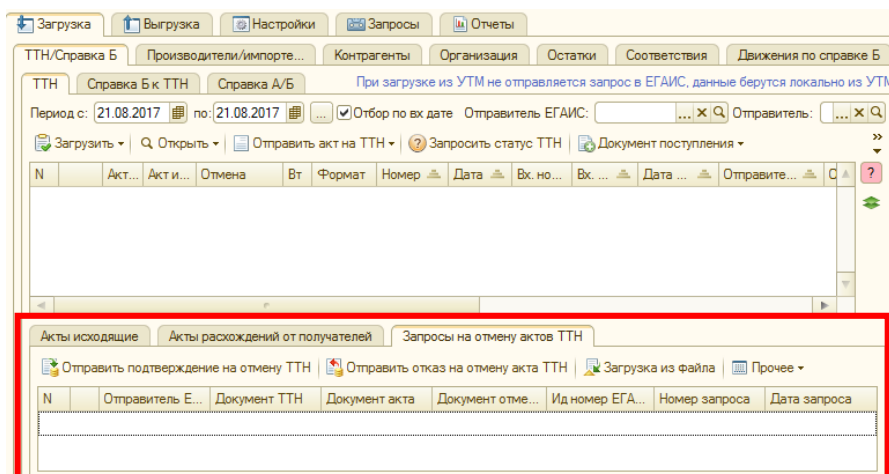 Загрузка Выгрузка Настройки Запросы Отчеты
ТТН/Справка Б Производители/импорте... Контрагенты Организация Остатки Соответствия Движения по справке Б
ТТН Справка Б к ТТН Справка А/Б При загрузке из УТМ не отправляется запрос в ЕГАИС, данные берутся локально из УТМ
Период с: 21.08.2017 по: 21.08.2017 ... Отбор по вх дате Отправитель ЕГАИС: ... Отправитель: ...
Загрузить Открыть Отправить акт на ТТН Запросить статус ТТН Документ поступления
N Акт... Акт и... Отмена Вт Формат Номер Дата Вх. но... Вх. ... Дата ... Отправите... С ?
Акты исходящие Акты расхождений от получателей Запросы на отмену актов ТТН
Отправить подтверждение на отмену ТТН Отправить отказ на отмену акта ТТН Загрузка из файла Прочее
N Отправитель Е... Документ ТТН Документ акта Документ отме... Ид номер ЕГА... Номер запроса Дата запроса